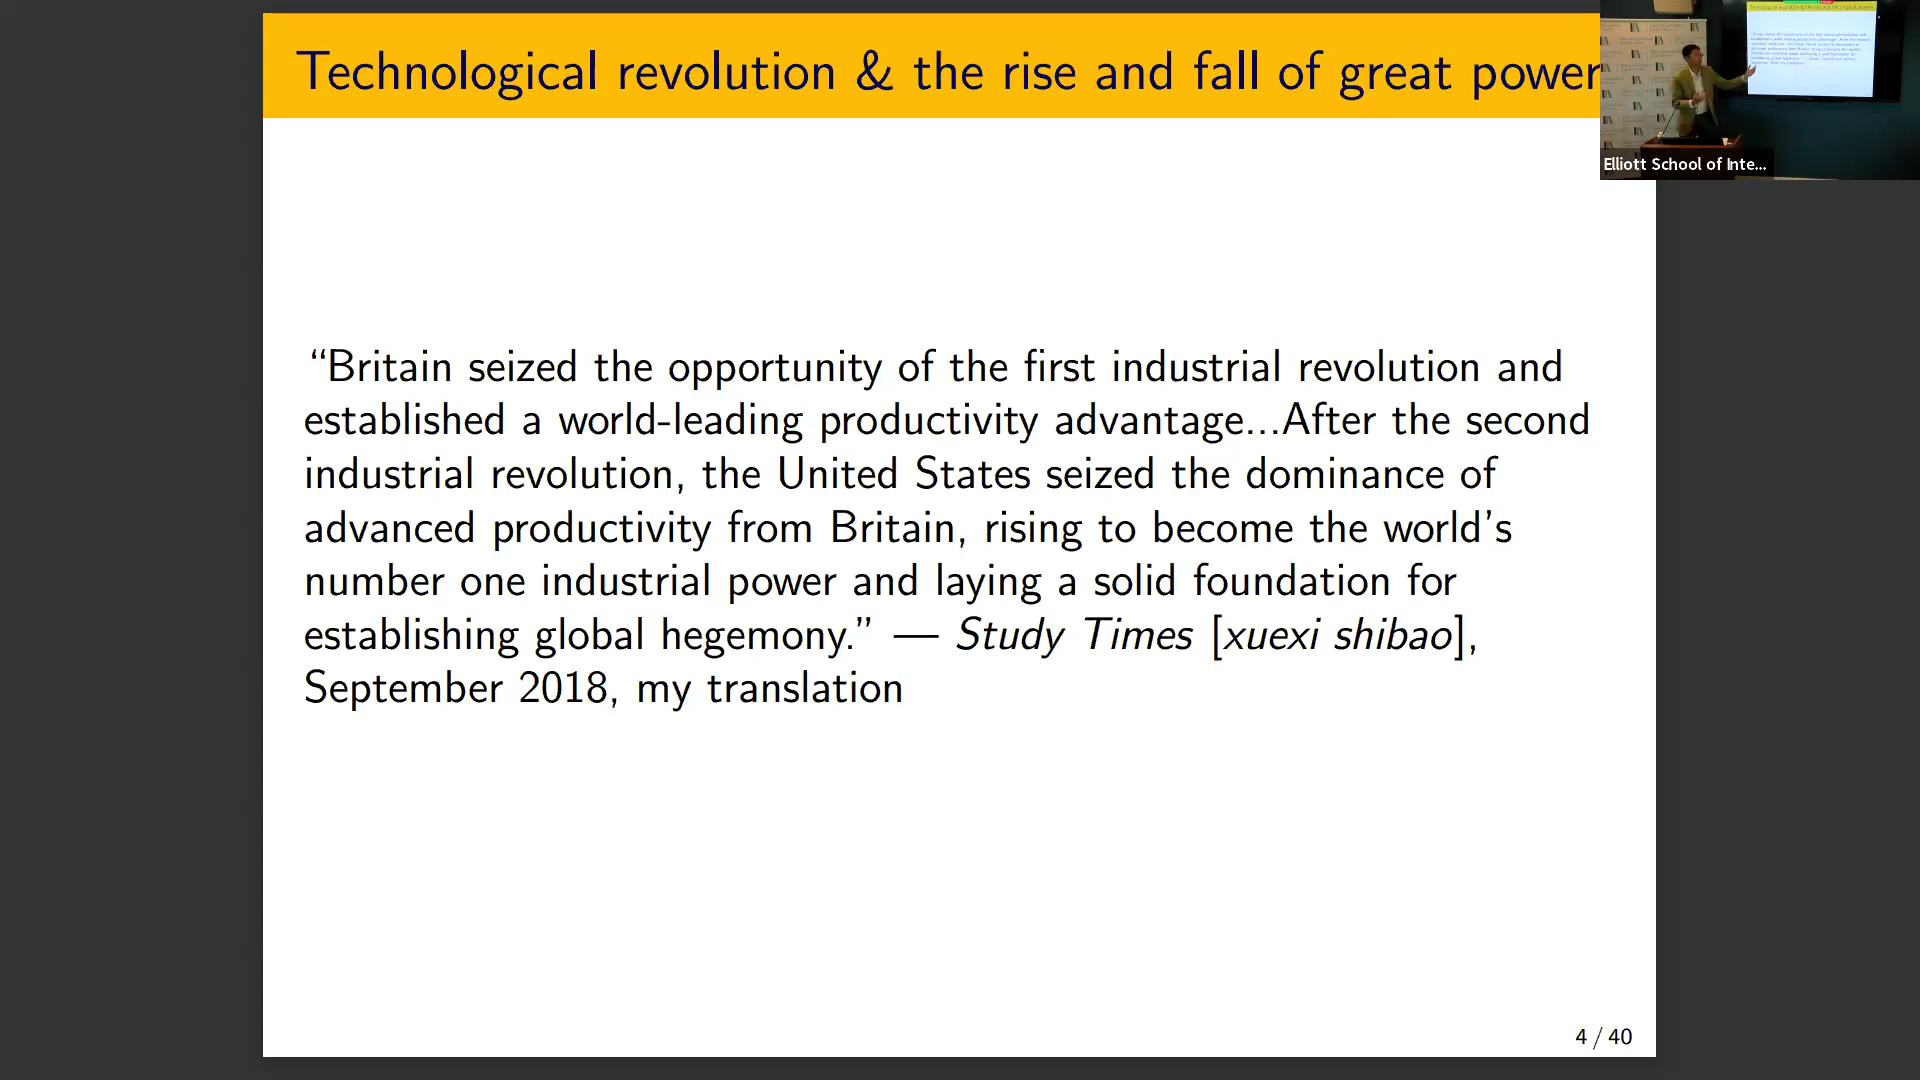 Technological revolution & the rise and fall of great power
Elliott School of Inte...
“Britain seized the opportunity of the first industrial revolution and
established a world-leading productivity advantage...After the second
industrial revolution, the United States seized the dominance of
advanced productivity from Britain, rising to become the world’s
number one industrial power and laying a solid foundation for
establishing global hegemony.” — Study Times [xuexi shibao],
September 2018, my translation
4 / 40